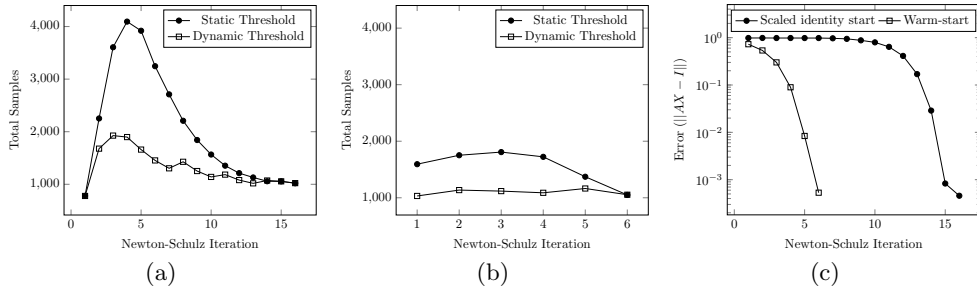 4,000
3,000
2,000
1,000
Total Samples
0
5
10
15
Newton-Schulz Iteration
Static Threshold
Dynamic Threshold
(a)
4,000
3,000
2,000
1,000
Total Samples
1
2
3
4
5
6
Newton-Schulz Iteration
Static Threshold
Dynamic Threshold
(b)
Scaled identity start
Warm-start
10^0
10^-1
10^-2
10^-3
Error (||AX − I||)
0
5
10
15
Newton-Schulz Iteration
(c)